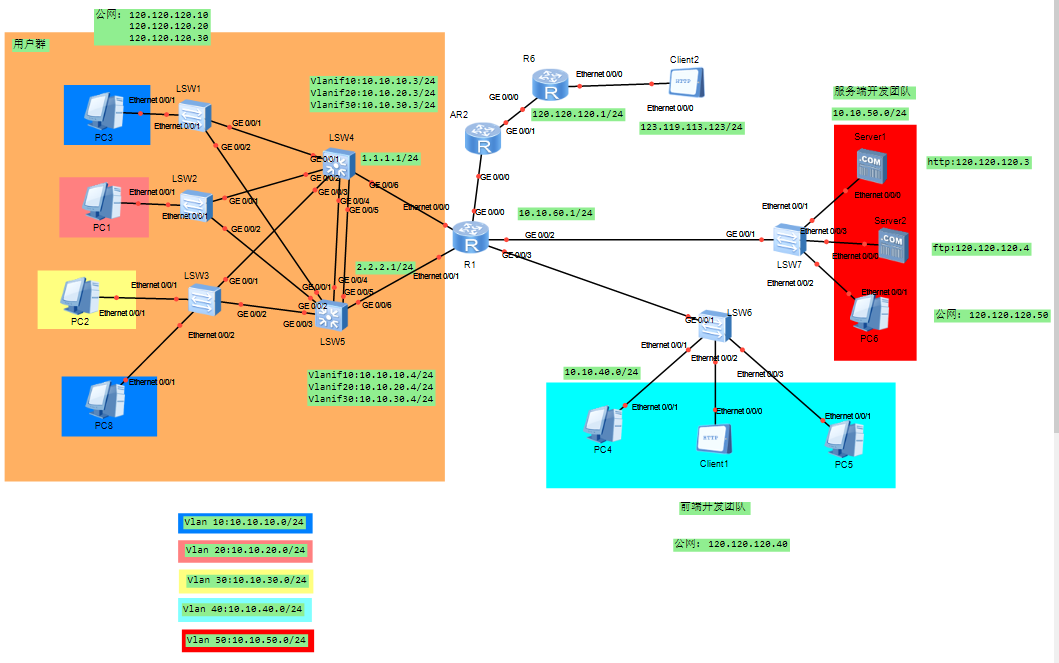 公网: 120.120.120.10
120.120.120.20
120.120.120.30
用户群
PC3
Ethernet 0/0/1
Ethernet 0/0/1
LSW1
GE 0/0/1
GE 0/0/2
PC1
Ethernet 0/0/1
Ethernet 0/0/1
LSW2
GE 0/0/1
GE 0/0/2
PC2
Ethernet 0/0/1
Ethernet 0/0/1
LSW3
GE 0/0/1
GE 0/0/2
Ethernet 0/0/2
PC8
Ethernet 0/0/1
Vlanif10:10.10.10.3/24
Vlanif20:10.10.20.3/24
Vlanif30:10.10.30.3/24
LSW4
1.1.1.1/24
GE 0/0/1
GE 0/0/2
GE 0/0/3
GE 0/0/4
GE 0/0/5
GE 0/0/6
2.2.2.1/24
GE 0/0/1
GE 0/0/2
GE 0/0/3
GE 0/0/4
GE 0/0/5
GE 0/0/6
LSW5
Vlanif10:10.10.10.4/24
Vlanif20:10.10.20.4/24
Vlanif30:10.10.30.4/24
R6
Ethernet 0/0/0
GE 0/0/0
Client2
HTTP
Ethernet 0/0/0
120.120.120.1/24
123.119.113.123/24
AR2
GE 0/0/1
GE 0/0/0
GE 0/0/0
10.10.60.1/24
Ethernet 0/0/0
Ethernet 0/0/1
R1
GE 0/0/2
GE 0/0/3
服务端开发团队
10.10.50.0/24
Server1
.COM
Ethernet 0/0/0
http:120.120.120.3
Server2
.COM
Ethernet 0/0/0
ftp:120.120.120.4
GE 0/0/1
Ethernet 0/0/1
Ethernet 0/0/3
LSW7
Ethernet 0/0/2
Ethernet 0/0/1
PC6
公网: 120.120.120.50
LSW6
GE 0/0/1
Ethernet 0/0/1
Ethernet 0/0/2
Ethernet 0/0/3
10.10.40.0/24
Ethernet 0/0/1
PC4
Ethernet 0/0/0
HTTP
Client1
Ethernet 0/0/1
PC5
前端开发团队
公网: 120.120.120.40
Vlan 10:10.10.10.0/24
Vlan 20:10.10.20.0/24
Vlan 30:10.10.30.0/24
Vlan 40:10.10.40.0/24
Vlan 50:10.10.50.0/24